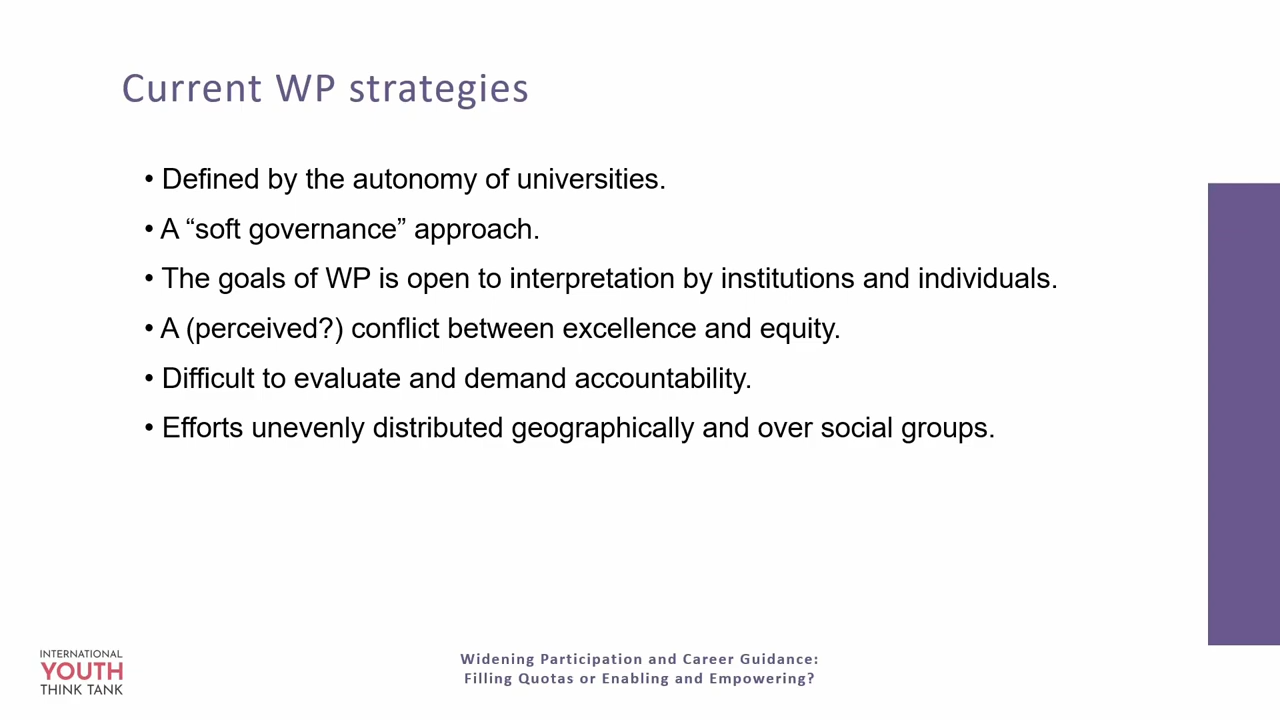 Current WP strategies
• Defined by the autonomy of universities.
• A “soft governance” approach.
• The goals of WP is open to interpretation by institutions and individuals.
• A (perceived?) conflict between excellence and equity.
• Difficult to evaluate and demand accountability.
• Efforts unevenly distributed geographically and over social groups.
INTERNATIONAL
YOUTH
THINK TANK
Widening Participation and Career Guidance:
Filling Quotas or Enabling and Empowering?